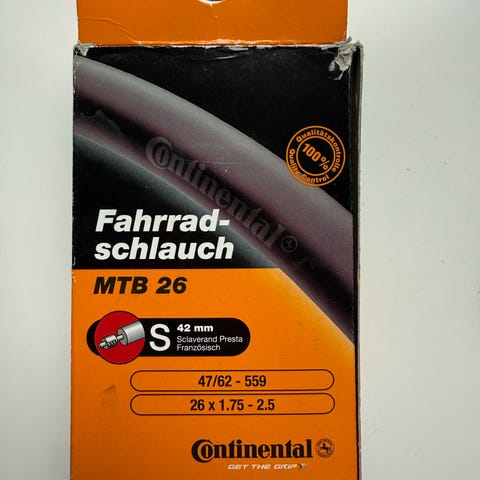 Continental
Qualitätskontrolle
100%
Quality Control
Fahrrad-
schlauch
MTB 26
S
42 mm
Sclaverand Presta
Französisch
47/62 - 559
26 x 1.75 - 2.5
Continental
GET THE GRIP